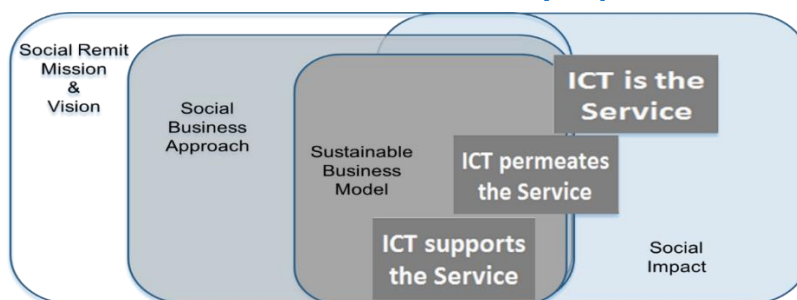 Social Remit
Mission
&
Vision
Social
Business
Approach
Sustainable
Business
Model
ICT is the
Service
ICT permeates
the Service
ICT supports
the Service
Social
Impact